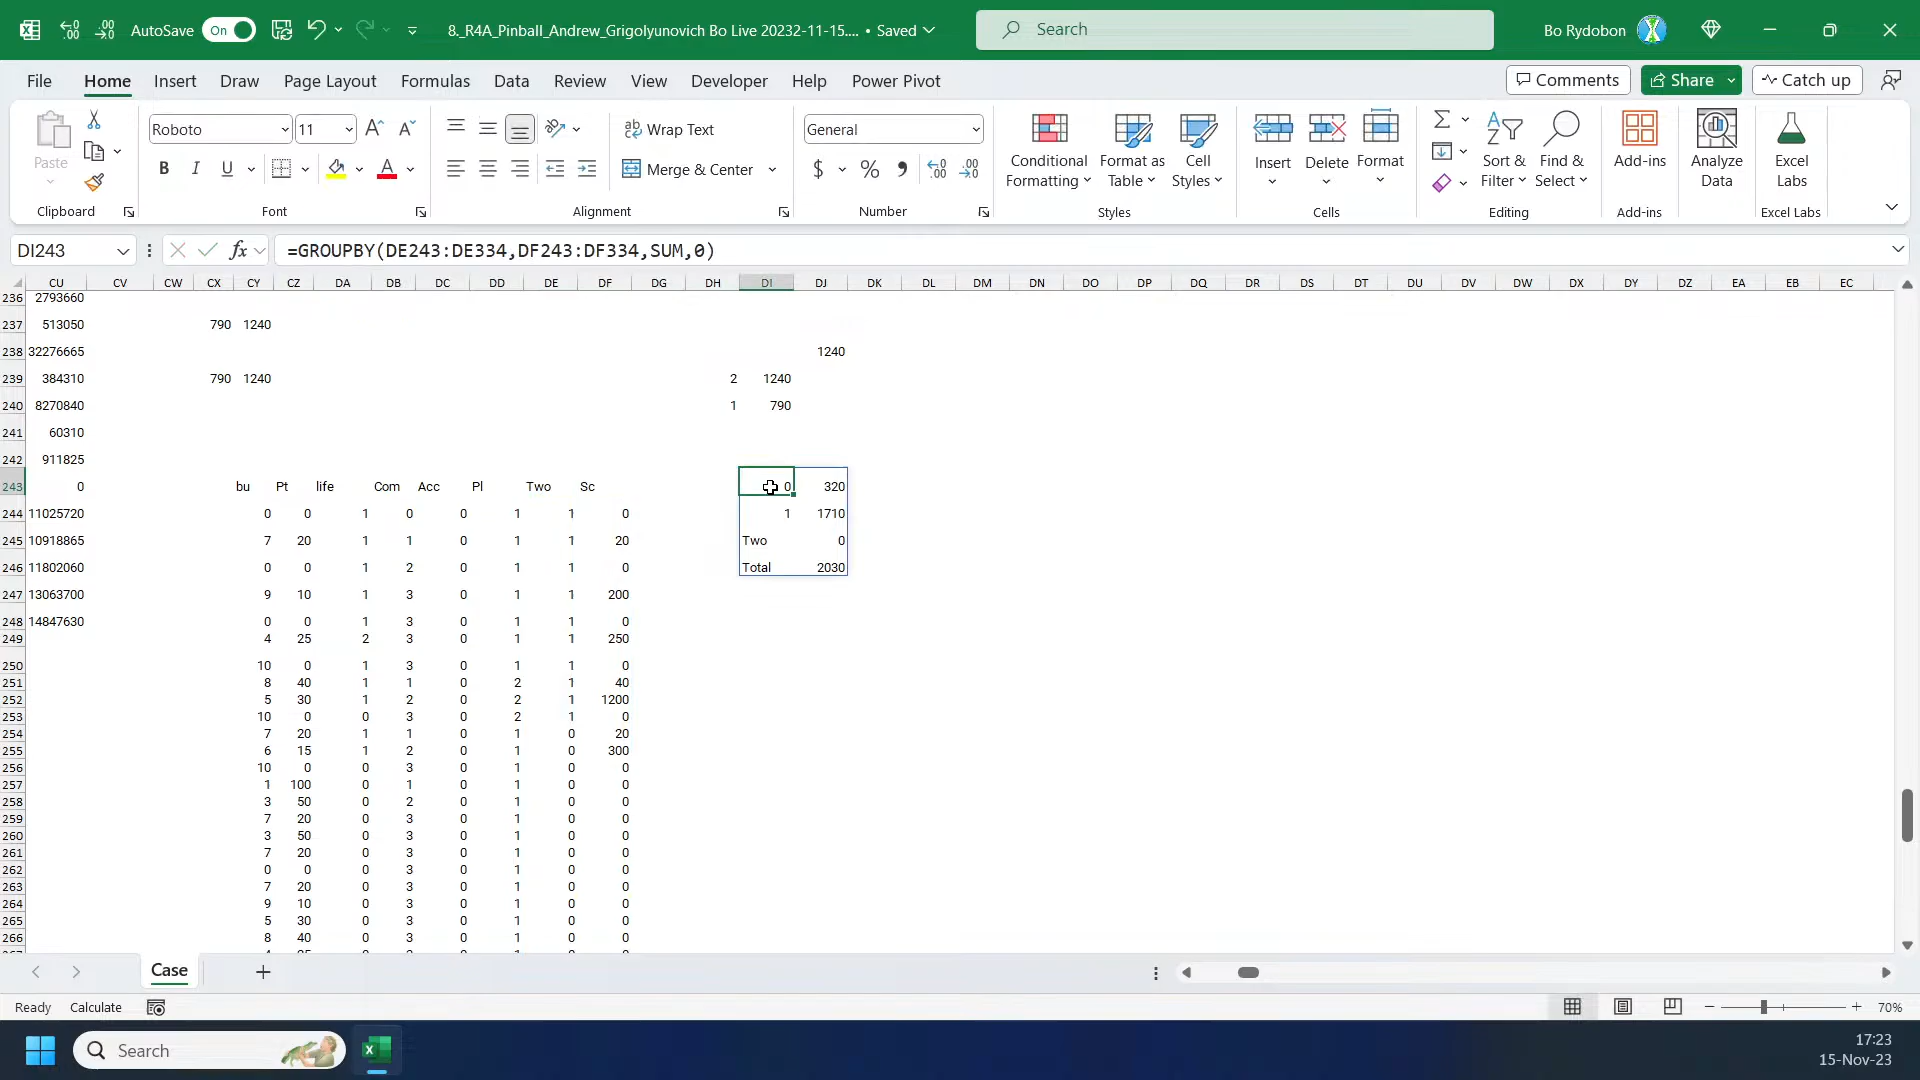 AutoSave On 8._R4A_Pinball_Andrew_Grigolyunovich Bo Live 20232-11-15.... • Saved Search Bo Rydobon
File Home Insert Draw Page Layout Formulas Data Review View Developer Help Power Pivot Comments Share Catch up
Paste Roboto 11 Wrap Text General Conditional Formatting Format as Table Cell Styles Insert Delete Format Sort & Filter Find & Select Add-ins Analyze Data Excel Labs
B I U Merge & Center $ %
Clipboard Font Alignment Number Styles Cells Editing Add-ins Excel Labs
DI243 fx =GROUPBY(DE243:DE334,DF243:DF334,SUM,0)
CU CV CW CX CY CZ DA DB DC DD DE DF DG DH DI DJ DK DL DM DN DO DP DQ DR DS DT DU DV DW DX DY DZ EA EB EC
236 2793660
237 513050 790 1240
238 32276665 1240
239 384310 790 1240 2 1240
240 8270840 1 790
241 60310
242 911825
243 0 bu Pt life Com Acc Pl Two Sc 0 320
244 11025720 0 0 1 0 0 1 1 0 1 1710
245 10918865 7 20 1 1 0 1 1 20 Two 0
246 11802060 0 0 1 2 0 1 1 0 Total 2030
247 13063700 9 10 1 3 0 1 1 200
248 14847630 0 0 1 3 0 1 1 0
249 4 25 2 3 0 1 1 250
250 10 0 1 3 0 1 1 0
251 8 40 1 1 0 2 1 40
252 5 30 1 2 0 2 1 1200
253 10 0 0 3 0 2 1 0
254 7 20 1 1 0 1 0 20
255 6 15 1 2 0 1 0 300
256 10 0 0 3 0 1 0 0
257 1 100 0 1 0 1 0 0
258 3 50 0 2 0 1 0 0
259 7 20 0 3 0 1 0 0
260 3 50 0 3 0 1 0 0
261 7 20 0 3 0 1 0 0
262 0 0 0 3 0 1 0 0
263 7 20 0 3 0 1 0 0
264 9 10 0 3 0 1 0 0
265 5 30 0 3 0 1 0 0
266 8 40 0 3 0 1 0 0
Case
Ready Calculate 70%
Search 17:23
15-Nov-23